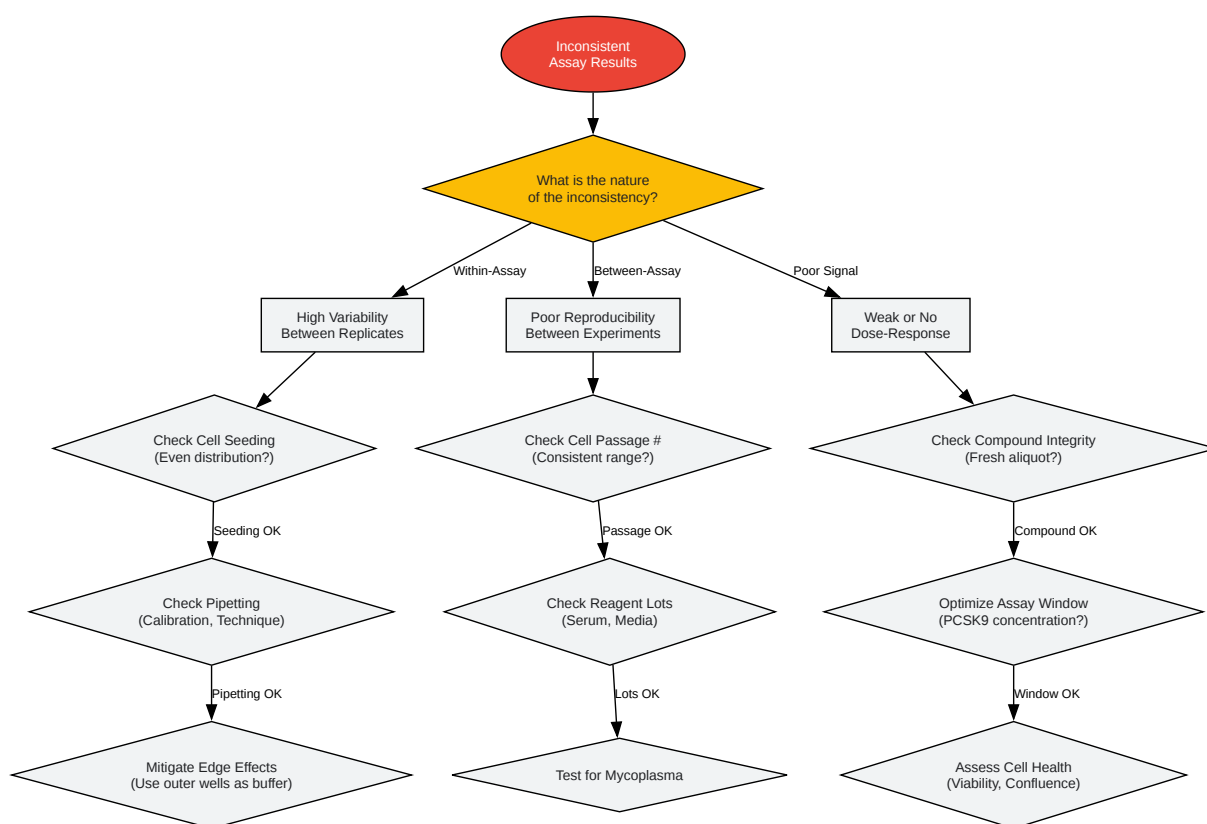 Inconsistent
Assay Results
What is the nature
of the inconsistency?
Within-Assay
Between-Assay
Poor Signal
High Variability
Between Replicates
Poor Reproducibility
Between Experiments
Weak or No
Dose-Response
Check Cell Seeding
(Even distribution?)
Check Cell Passage #
(Consistent range?)
Check Compound Integrity
(Fresh aliquot?)
Seeding OK
Passage OK
Compound OK
Check Pipetting
(Calibration, Technique)
Check Reagent Lots
(Serum, Media)
Optimize Assay Window
(PCSK9 concentration?)
Pipetting OK
Lots OK
Window OK
Mitigate Edge Effects
(Use outer wells as buffer)
Test for Mycoplasma
Assess Cell Health
(Viability, Confluence)